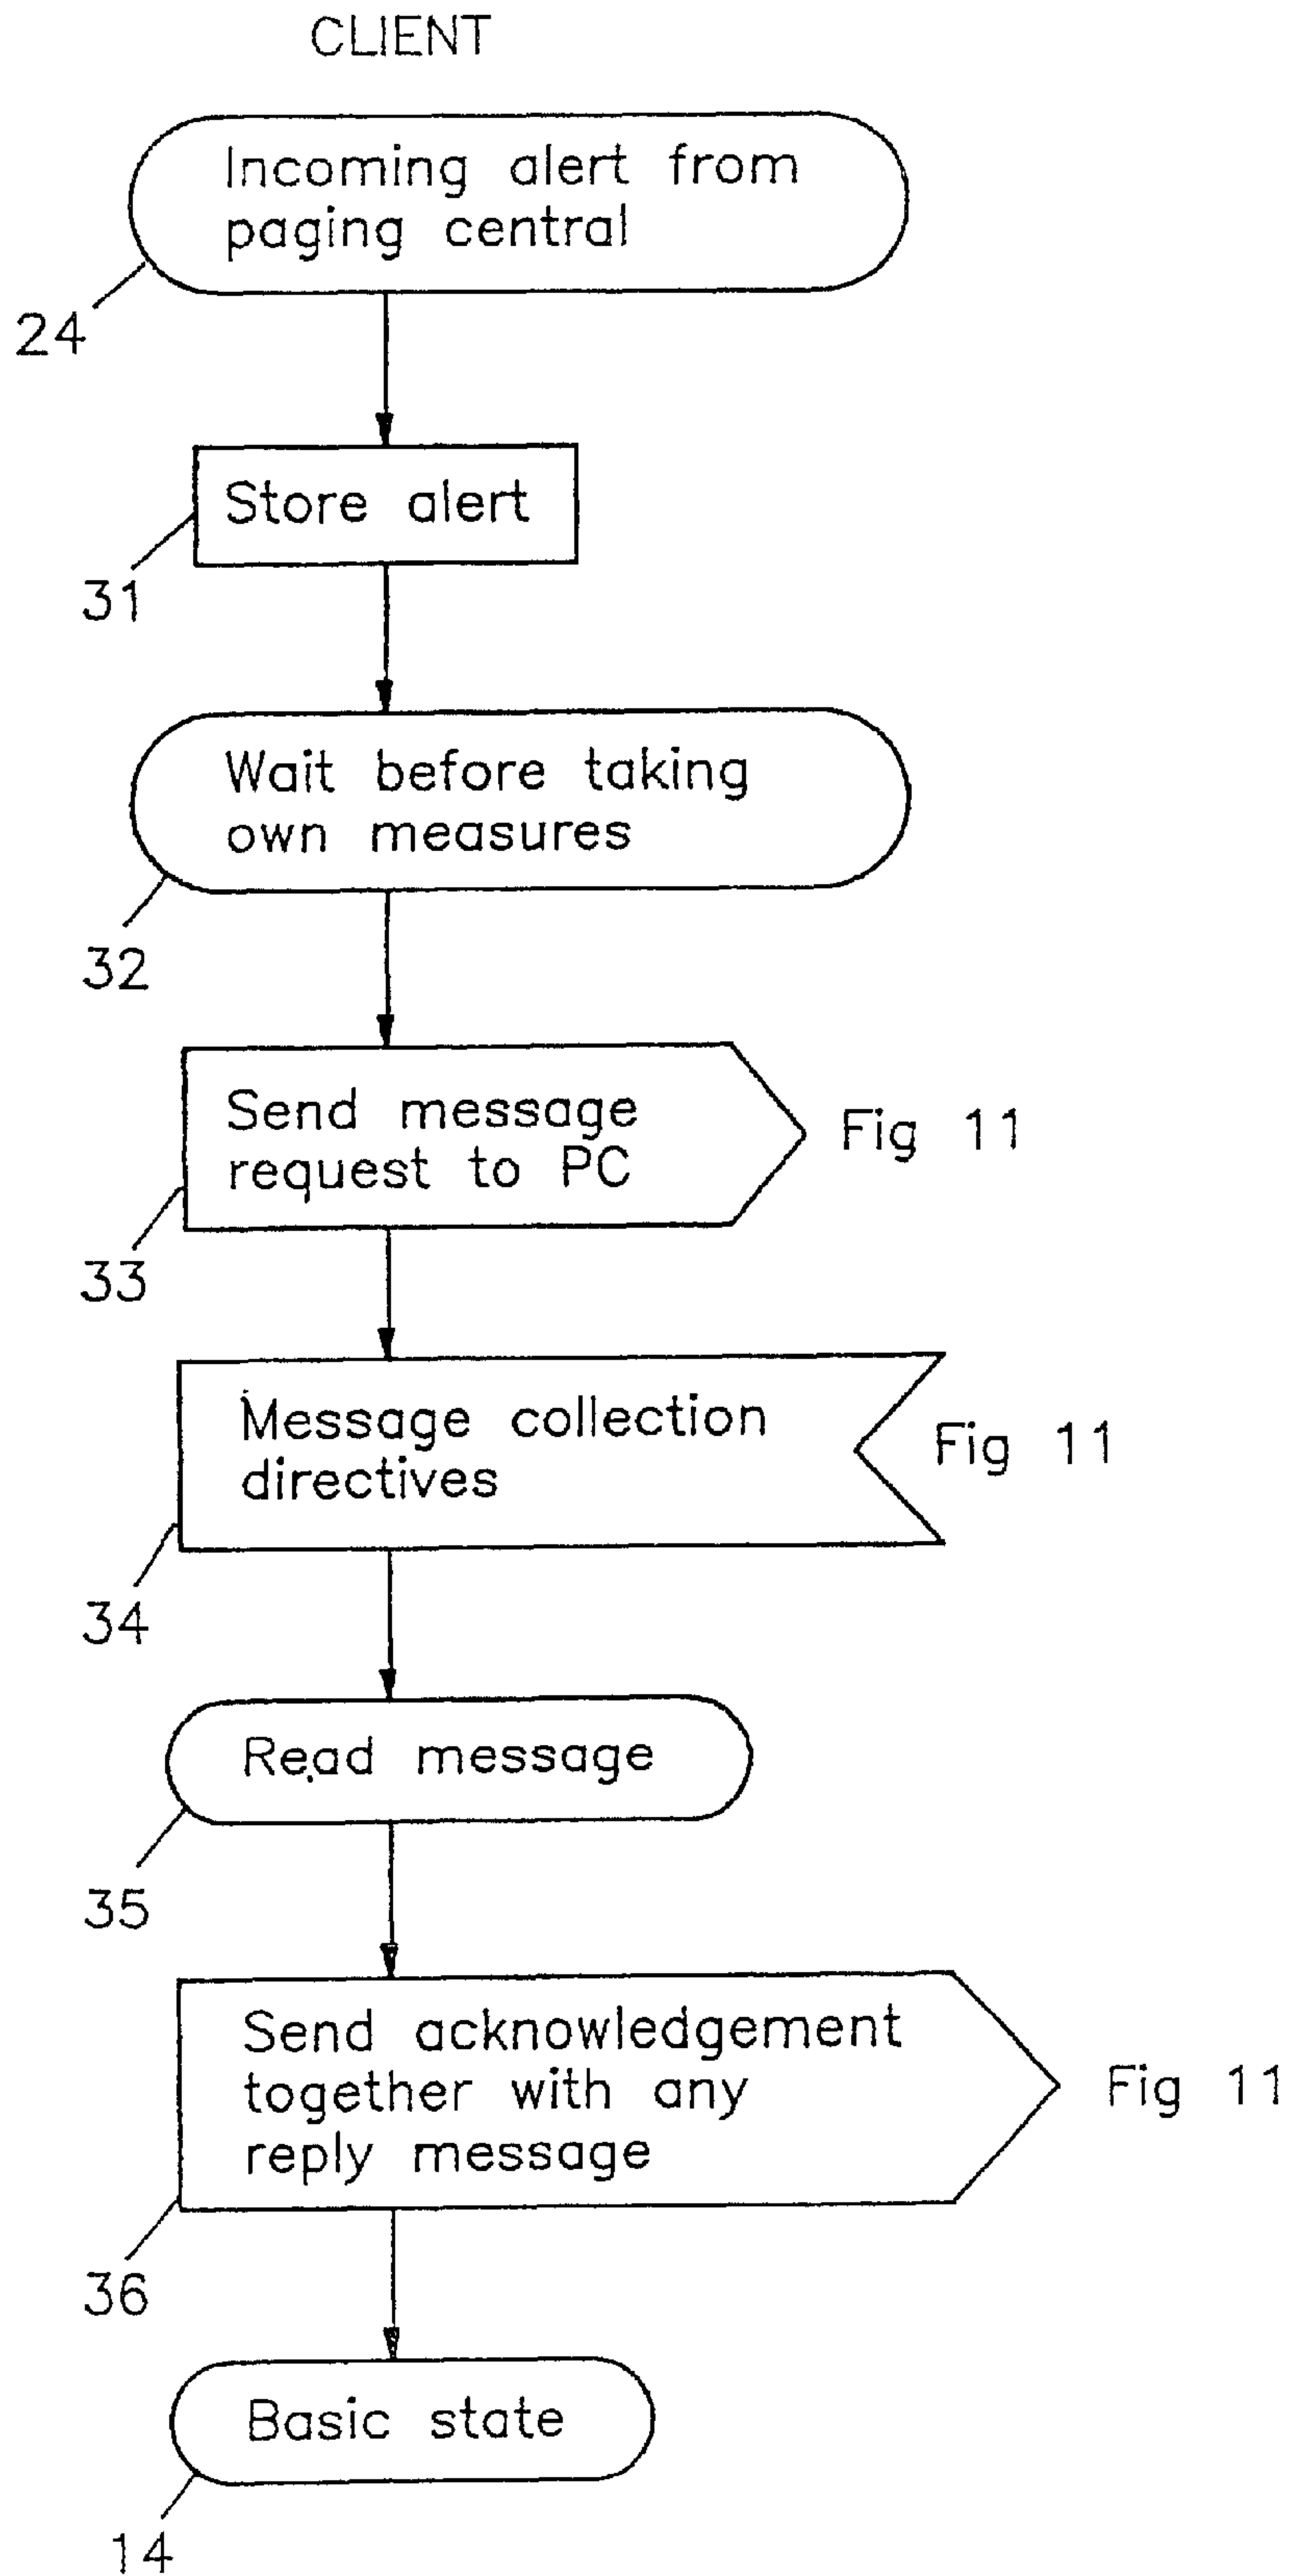 CLIENT
Incoming alert from
paging central
24
Store alert
31
Wait before taking
own measures
32
Send message
request to PC
Fig 11
33
Message collection
directives
Fig 11
34
Read message
35
Send acknowledgement
together with any
reply message
Fig 11
36
Basic state
14